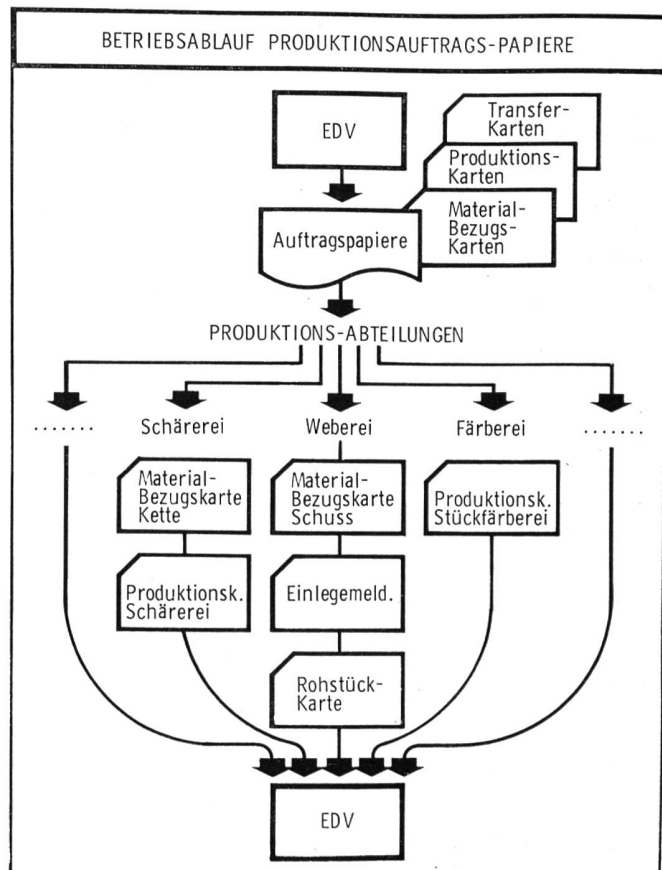 BETRIEBSABLAUF PRODUKTIONSAUFTRAGS-PAPIERE
EDV
Transfer-
Karten
Produktions-
Karten
Material-
Bezugs-
Karten
Auftragspapiere
PRODUKTIONS-ABTEILUNGEN
.......
Schärerei
Weberei
Färberei
.......
Material-
Bezugskarte
Kette
Material-
Bezugskarte
Schuss
Produktionsk.
Stückfärberei
Produktionsk.
Schärerei
Einlegemeld.
Rohstück-
Karte
EDV